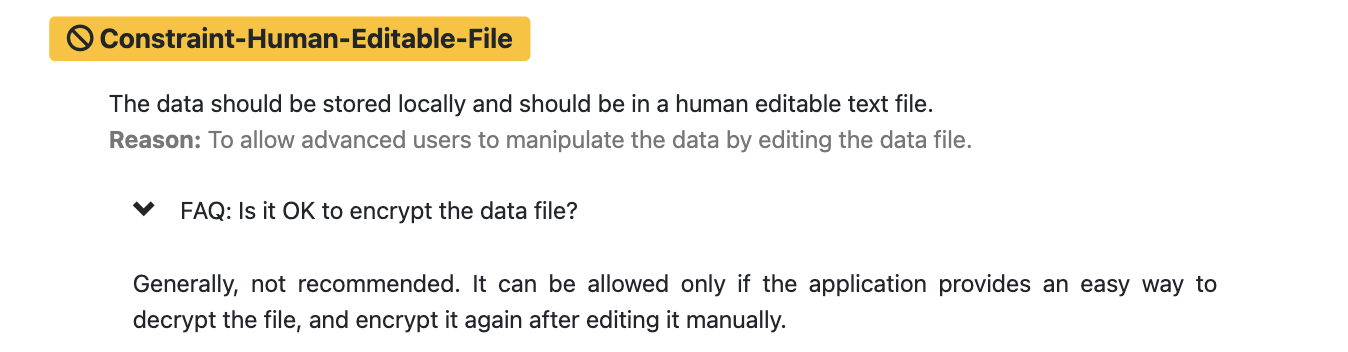 Constraint-Human-Editable-File
The data should be stored locally and should be in a human editable text file.
Reason: To allow advanced users to manipulate the data by editing the data file.
FAQ: Is it OK to encrypt the data file?
Generally, not recommended. It can be allowed only if the application provides an easy way to
decrypt the file, and encrypt it again after editing it manually.